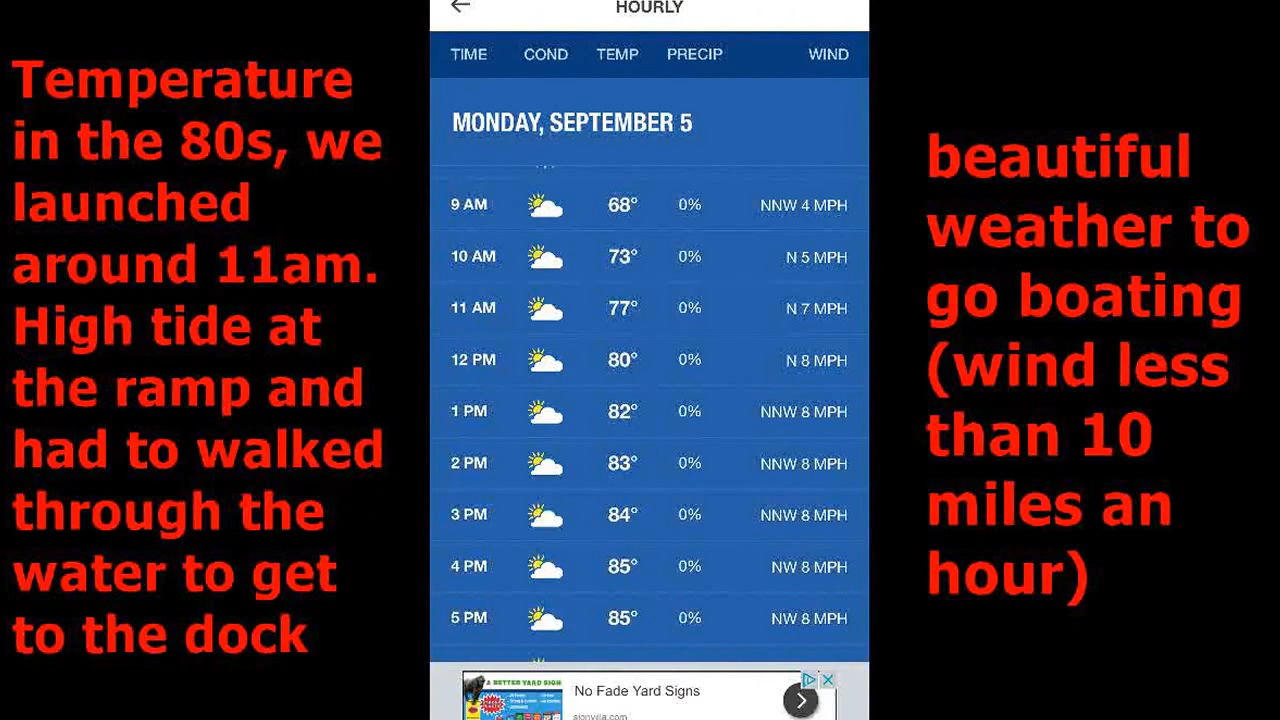 HOURLY
TIME COND TEMP PRECIP WIND
MONDAY, SEPTEMBER 5
9 AM 68° 0% NNW 4 MPH
10 AM 73° 0% N 5 MPH
11 AM 77° 0% N 7 MPH
12 PM 80° 0% N 8 MPH
1 PM 82° 0% NNW 8 MPH
2 PM 83° 0% NNW 8 MPH
3 PM 84° 0% NNW 8 MPH
4 PM 85° 0% NW 8 MPH
5 PM 85° 0% NW 8 MPH
Temperature
in the 80s, we
launched
around 11am.
High tide at
the ramp and
had to walked
through the
water to get
to the dock
beautiful
weather to
go boating
(wind less
than 10
miles an
hour)
A BETTER YARD SIGN
No Fade Yard Signs
signvilla.com